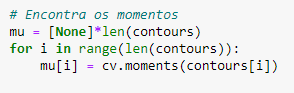 # Encontra os momentos
mu = [None]*len(contours)
for i in range(len(contours)):
    mu[i] = cv.moments(contours[i])